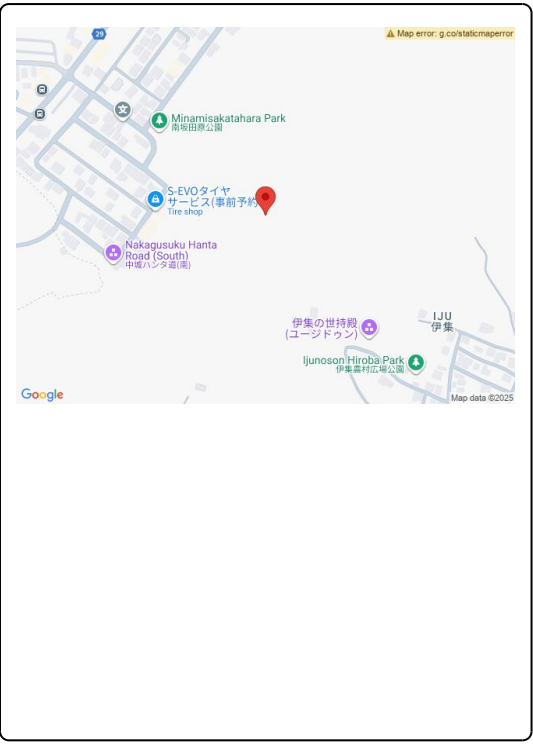 29
Map error: g.co/staticmaperror
文
Minamisakatahara Park
南坂田原公園
S-EVOタイヤ
サービス(事前予約
Tire shop
Nakagusuku Hanta
Road (South)
中城ハンタ道(南)
伊集の世持殿
(ユージドゥン)
IJU
伊集
Ijunoson Hiroba Park
伊集農村広場公園
Google
Map data ©2025